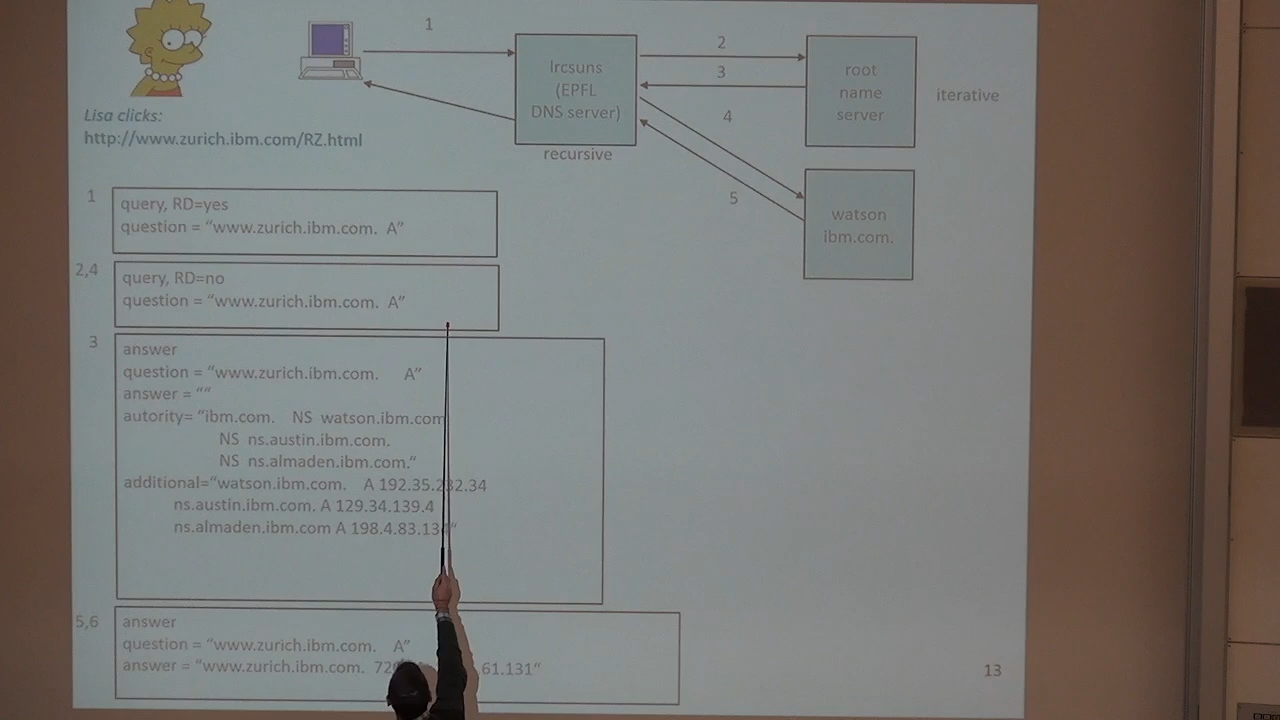 1
2
3
4
5
lrcsuns
(EPFL
DNS server)
recursive
root
name
server
iterative
watson
ibm.com.
Lisa clicks:
http://www.zurich.ibm.com/RZ.html
1
query, RD=yes
question = “www.zurich.ibm.com. A”
2,4
query, RD=no
question = “www.zurich.ibm.com. A”
3
answer
question = “www.zurich.ibm.com. A”
answer = ““
autority= “ibm.com. NS watson.ibm.com
NS ns.austin.ibm.com.
NS ns.almaden.ibm.com.“
additional=“watson.ibm.com. A 192.35.232.34
ns.austin.ibm.com. A 129.34.139.4
ns.almaden.ibm.com A 198.4.83.134“
5,6
answer
question = “www.zurich.ibm.com. A”
answer = “www.zurich.ibm.com. 61.131“
13